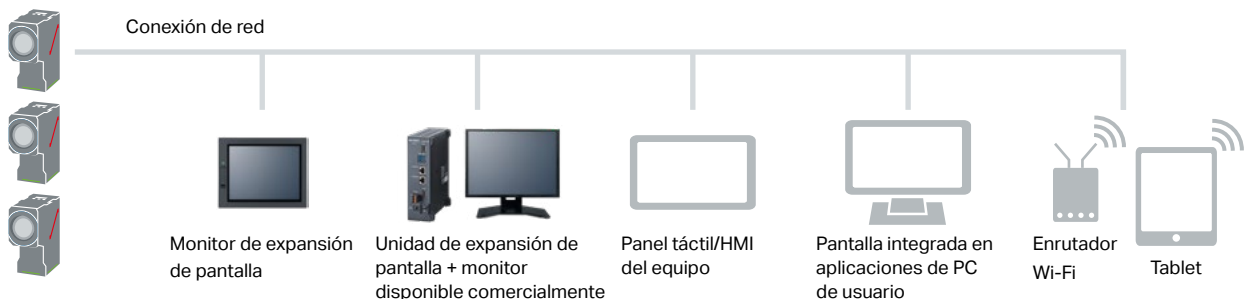 Conexión de red
Monitor de expansión
de pantalla
Unidad de expansión de
pantalla + monitor
disponible comercialmente
Panel táctil/HMI
del equipo
Pantalla integrada en
aplicaciones de PC
de usuario
Enrutador
Wi-Fi
Tablet